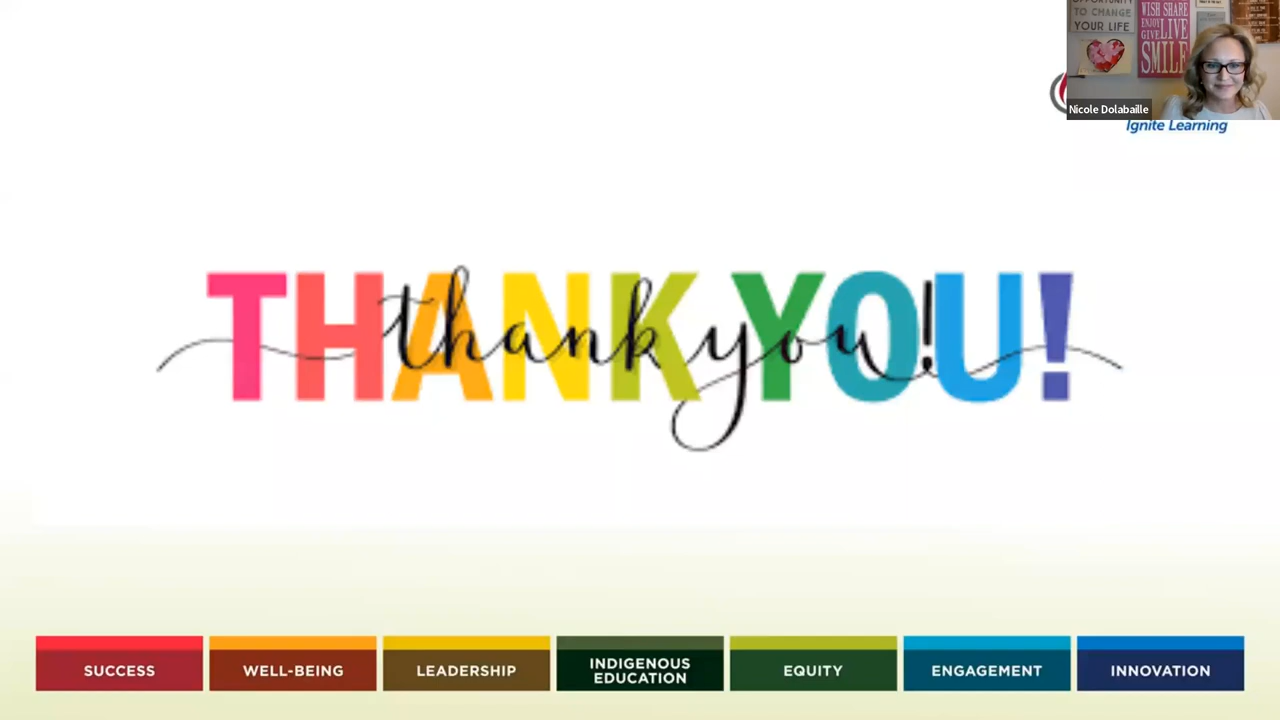 OPPORTUNITY
TO CHANGE
YOUR LIFE
WISH SHARE
ENJOY
GIVE LIVE
SMILE
Nicole Dolabaille
Ignite Learning
THANK YOU!
thank you!
SUCCESS
WELL-BEING
LEADERSHIP
INDIGENOUS
EDUCATION
EQUITY
ENGAGEMENT
INNOVATION